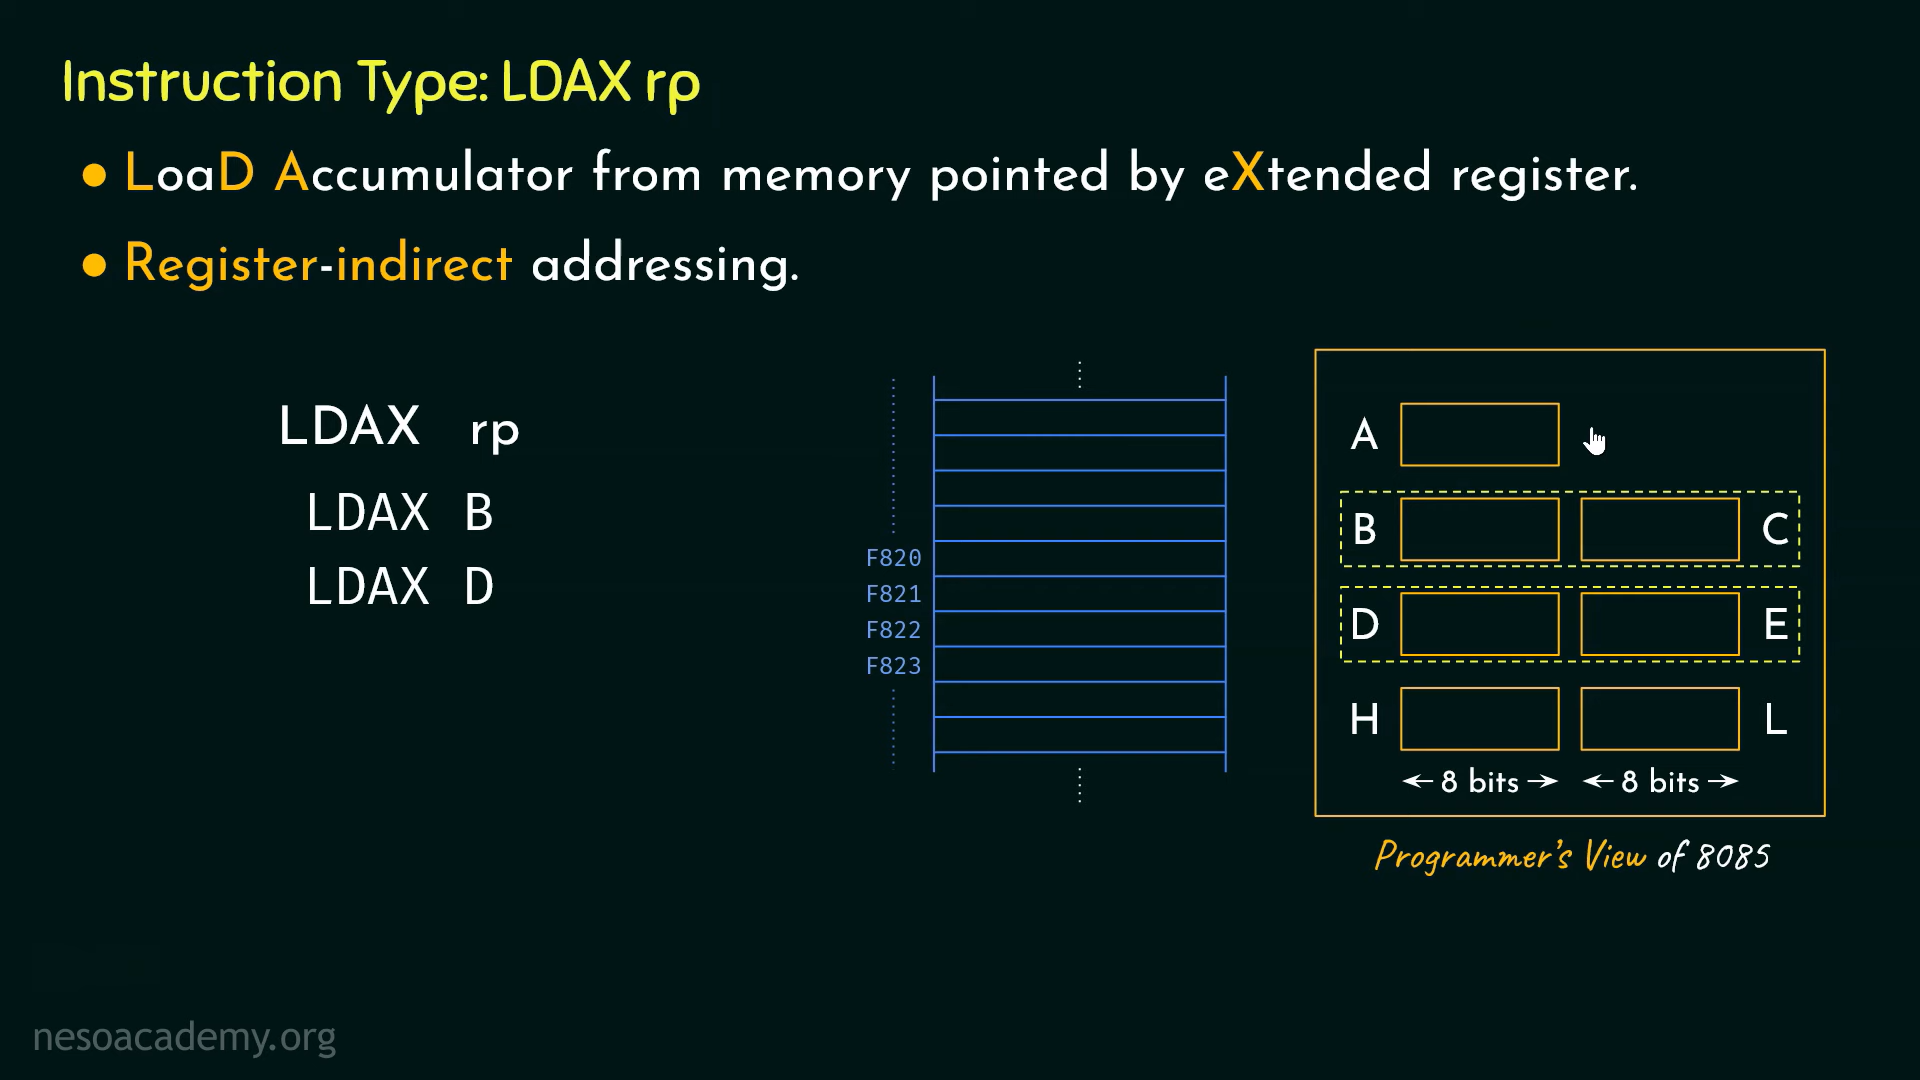 Instruction Type: LDAX rp
● LoaD Accumulator from memory pointed by eXtended register.
● Register-indirect addressing.
LDAX rp
LDAX B
LDAX D
F820
F821
F822
F823
A
B C
D E
H L
← 8 bits → ← 8 bits →
Programmer's View of 8085
nesoacademy.org